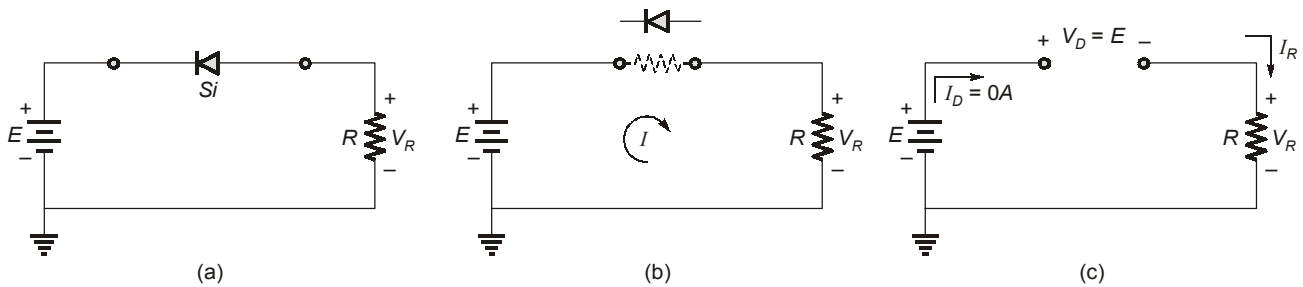 Si
+
E
−
+
R V_R
−
(a)
+
E
−
I
+
R V_R
−
(b)
+ V_D = E −
I_R
I_D = 0A
+
E
−
+
R V_R
−
(c)